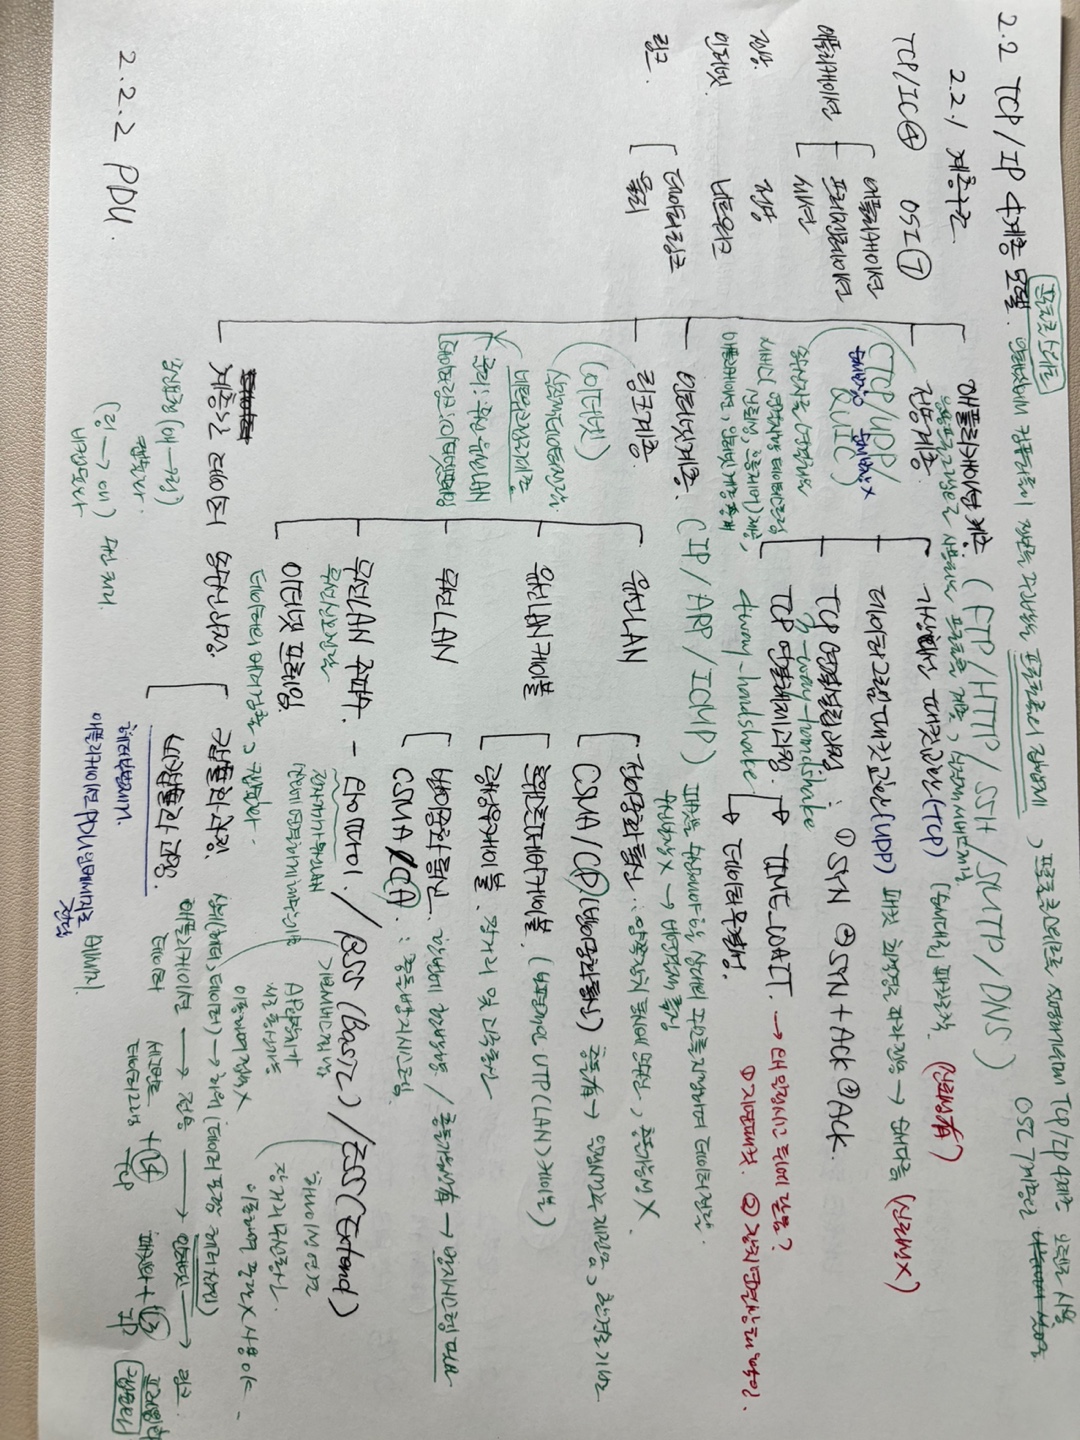 프로토콜 스위트
2.2 TCP/IP 4계층 모델. 인터넷에서 컴퓨터들이 정보를 주고받는 프로토콜의 집합체, 프로토콜 스위트를 설명하기위해 TCP/IP 4계층 모델로 사용
OSI 7계층으로
2.2.1 계층구조
TCP/IC④ OSI⑦
애플리케이션
애플리케이션
프레젠테이션
세션
전송. 전송
인터넷. 네트워크
링크. 데이터링크
물리
애플리케이션 계층. (FTP/HTTP/SSH/SMTP/DNS)
응용프로그램으로 사용되는 프로토콜 계층, 실질적 서비스제공
전송계층.
(TCP/UDP/
순서보장O 순서보장X
QUIC)
송수신자를 연결하는
서비스(연결지향 데이터스트림,
신뢰성, 흐름제어) 제공,
애플리케이션, 인터넷 계층 중계
가상회선 패킷교환(TCP) (순서대로) 패킷도착. (신뢰성有)
데이터그램 패킷교환(UDP) 패킷 최적경로 따라 전송 → 순서다름 (신뢰성X)
TCP 연결설립과정. : ① SYN ② SYN+ACK ③ ACK.
3-way-handshake
TCP 연결해제과정.
4way_handshake
TIME_WAIT. → 왜 일정시간 뒤에 닫음?
① 지연패킷. ② 장치연결상태확인.
데이터무결성.
인터넷계층. (IP/ARP/ICMP) 패킷을 수신해야 할 상대의 주소를 지정하여 데이터전달.
수신보장X → 비연결적 특징
링크계층.
(이더넷)
실질적데이터전달.
네트워크접근계층
물리: 무선·유선LAN
데이터링크: 이더넷프레임
유선LAN
전이중화 통신 : 양쪽장치 동시에 송수신, 충돌가능성X.
CSMA/CD.(반이중화통신) 충돌有→ 일정시간이후 재전송, 한경로 기반
유선LAN케이블
트위스트페어케이블. (보편적인 UTP(LAN)케이블)
광섬유케이블. 장거리 및 고속통신
무선LAN
반이중화 통신. 한번에 한방향 / 충돌가능성有 → 방지시스템 필요
CSMA/CA. : 충돌방지시스템.
무선LAN 주파수. - 와이파이. / BSS (Basic) / ESS (Extend)
무선신호전달
전자기기가 무선LAN
신호에 연결하게 해주는기술
기본서비스집합
AP와장치가
서로통신가능
이동하며 접속X
하나이상 연결
장거리 무선통신.
이동하며 중단X 사용 OK.
이더넷 프레임.
데이터의 에러검출, 캡슐화.
계층간 데이터 송수신과정.
송신요청(애→링)
캡슐화.
(링→애) 수신 처리.
비캡슐화
캡슐화과정. 상위(헤더,데이터) → 하위 (데이터 포함 헤더삽입)
애플리케이션 → 전송 → 인터넷 → 링크.
데이터 세그먼트 + L4 패킷화 + L3 프레임화
데이터그램 TCP IP 캡슐화
비캡슐화 과정.
헤더부분제거.
애플리케이션 PDU인메세지로 메세지.
전달
2.2.2 PDU.